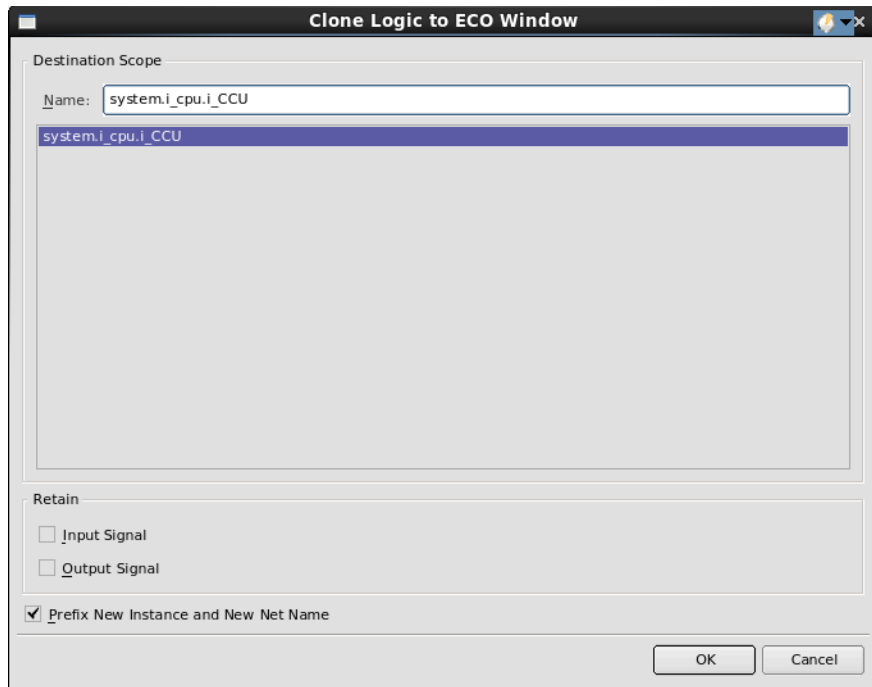 Clone Logic to ECO Window
Destination Scope
Name: system.i_cpu.i_CCU
system.i_cpu.i_CCU
Retain
Input Signal
Output Signal
Prefix New Instance and New Net Name
OK Cancel